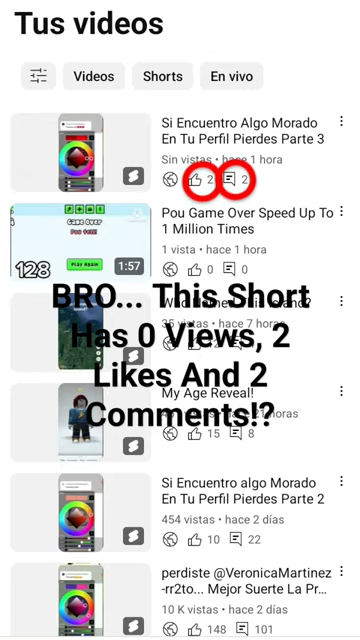 Tus videos
Videos
Shorts
En vivo
Si Encuentro Algo Morado
En Tu Perfil Pierdes Parte 3
Sin vistas • hace 1 hora
2
2
Pou Game Over Speed Up To
1 Million Times
1 vista • hace 1 hora
0
0
Game Over
Play Again
128
1:57
BRO... This Short
Has 0 Views, 2
Likes And 2
Comments!?
hace 7 horas
My Age Reveal!
horas
15
8
Si Encuentro algo Morado
En Tu Perfil Pierdes Parte 2
454 vistas • hace 2 días
10
22
perdiste @VeronicaMartinez
-rr2to... Mejor Suerte La Pr...
10 K vistas • hace 2 días
148
101